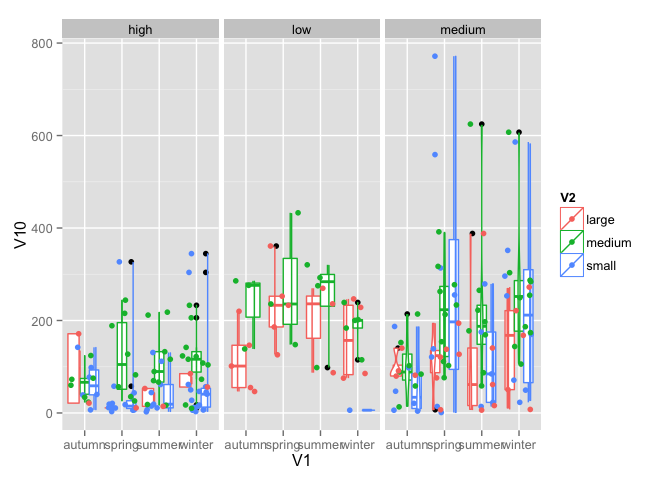 high low medium
800
600
400
200
0
V10
autumn spring summer winter autumn spring summer winter autumn spring summer winter
V1
V2
large
medium
small